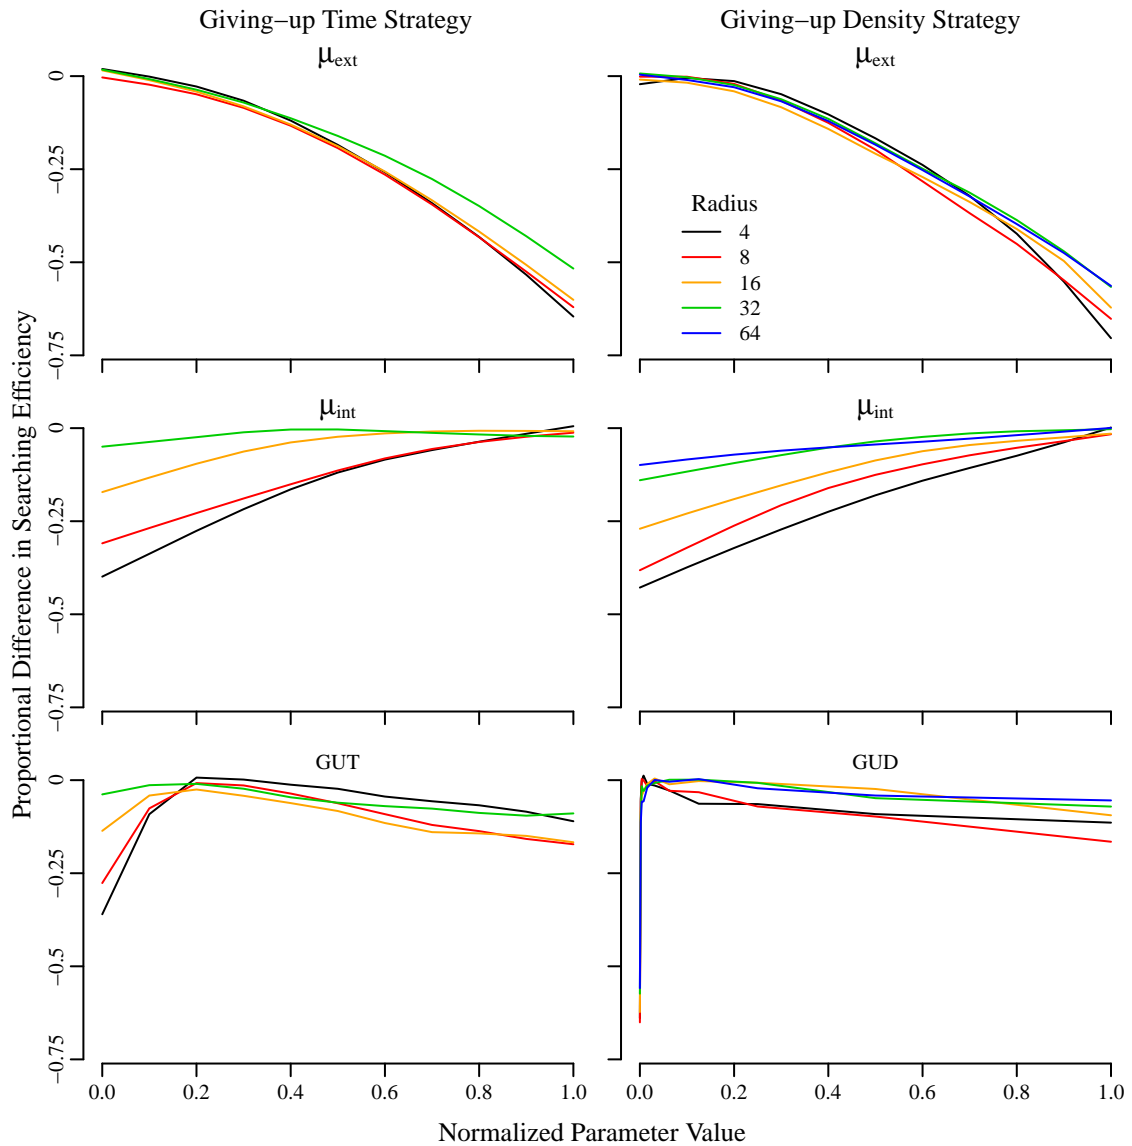 Giving−up Time Strategy
Giving−up Density Strategy
μext
μext
0
−0.25
−0.5
−0.75
Radius
4
8
16
32
64
μint
μint
0
−0.25
−0.5
−0.75
GUT
GUD
0
−0.25
−0.5
−0.75
0.0 0.2 0.4 0.6 0.8 1.0
0.0 0.2 0.4 0.6 0.8 1.0
Proportional Difference in Searching Efficiency
Normalized Parameter Value